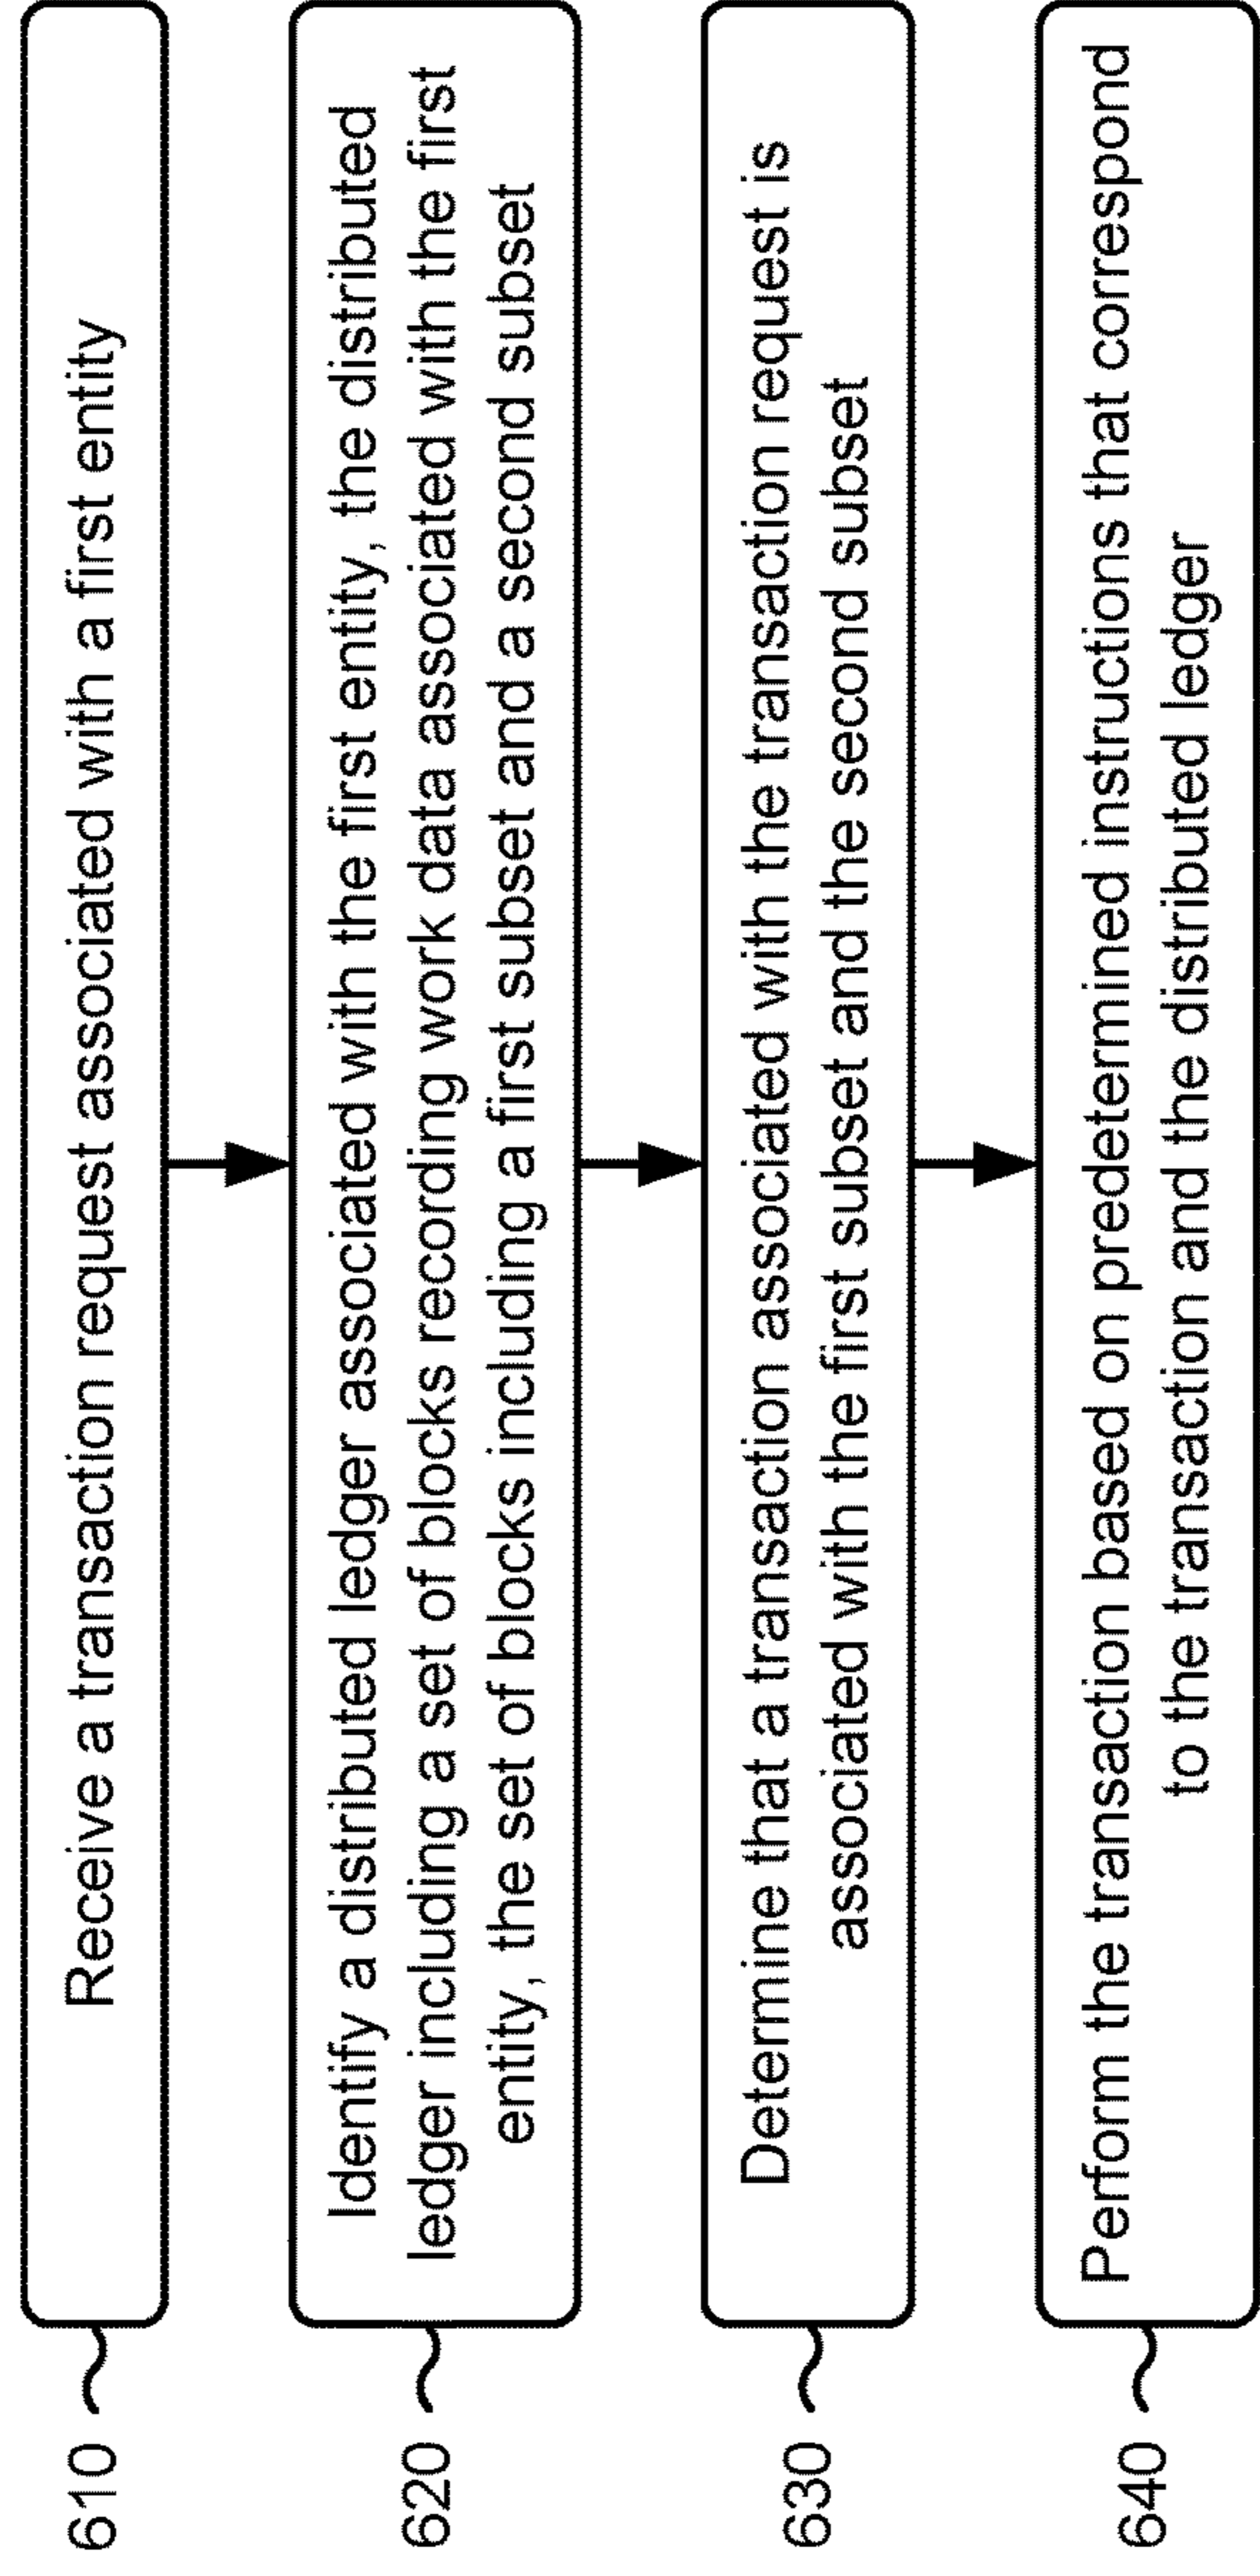 610
Receive a transaction request associated with a first entity
620
Identify a distributed ledger associated with the first entity, the distributed
ledger including a set of blocks recording work data associated with the first
entity, the set of blocks including a first subset and a second subset
630
Determine that a transaction associated with the transaction request is
associated with the first subset and the second subset
640
Perform the transaction based on predetermined instructions that correspond
to the transaction and the distributed ledger